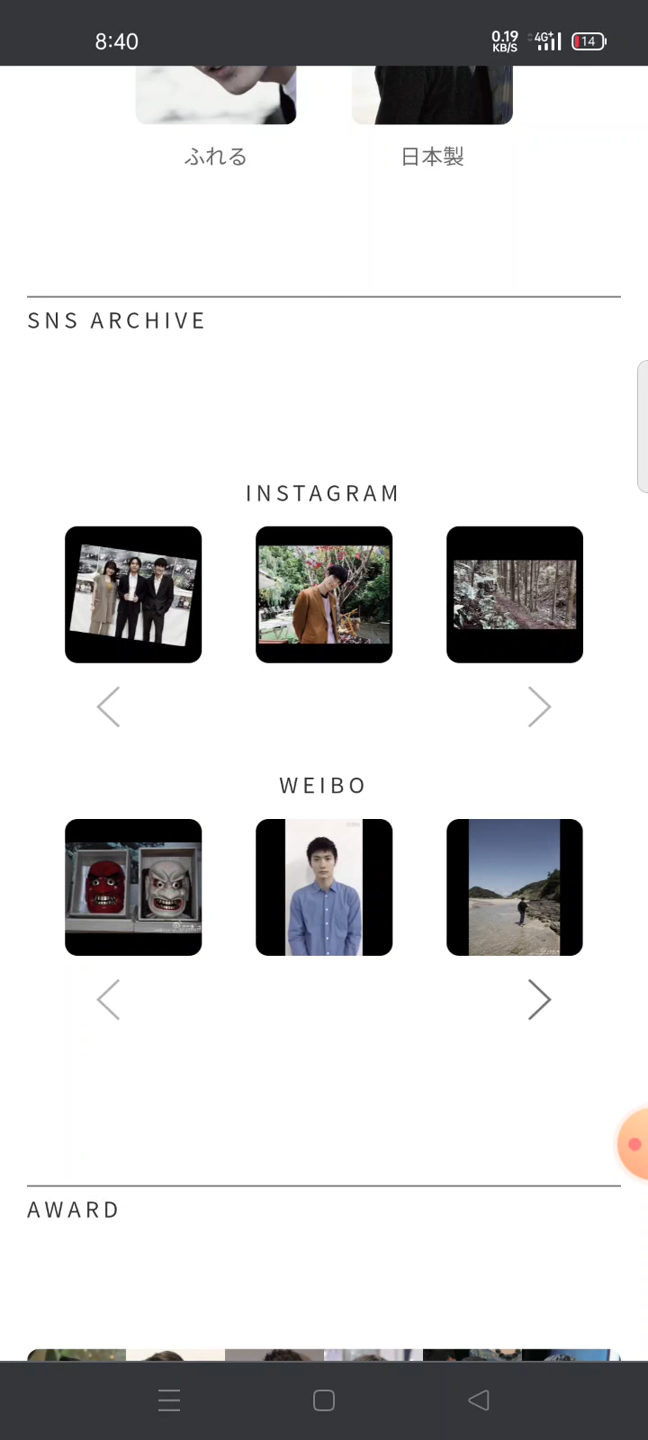 8:40
0.19
KB/S
4G+
14
ふれる
日本製
SNS ARCHIVE
INSTAGRAM
WEIBO
AWARD